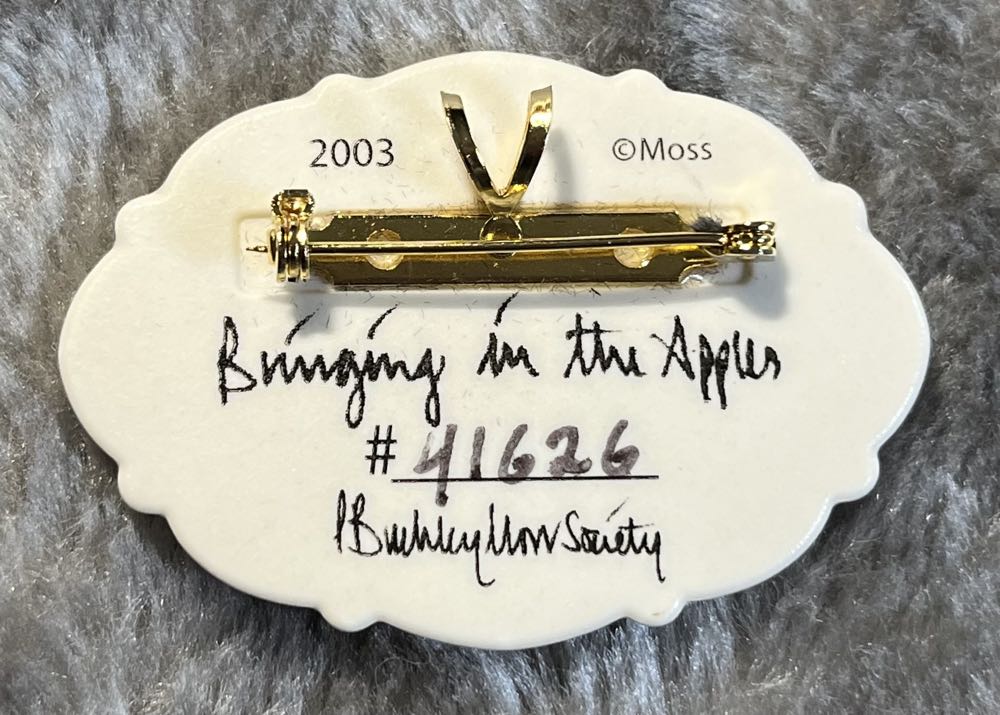 2003 ©Moss
Bringing in the Apples
# 41626
P Buckley Moss Society